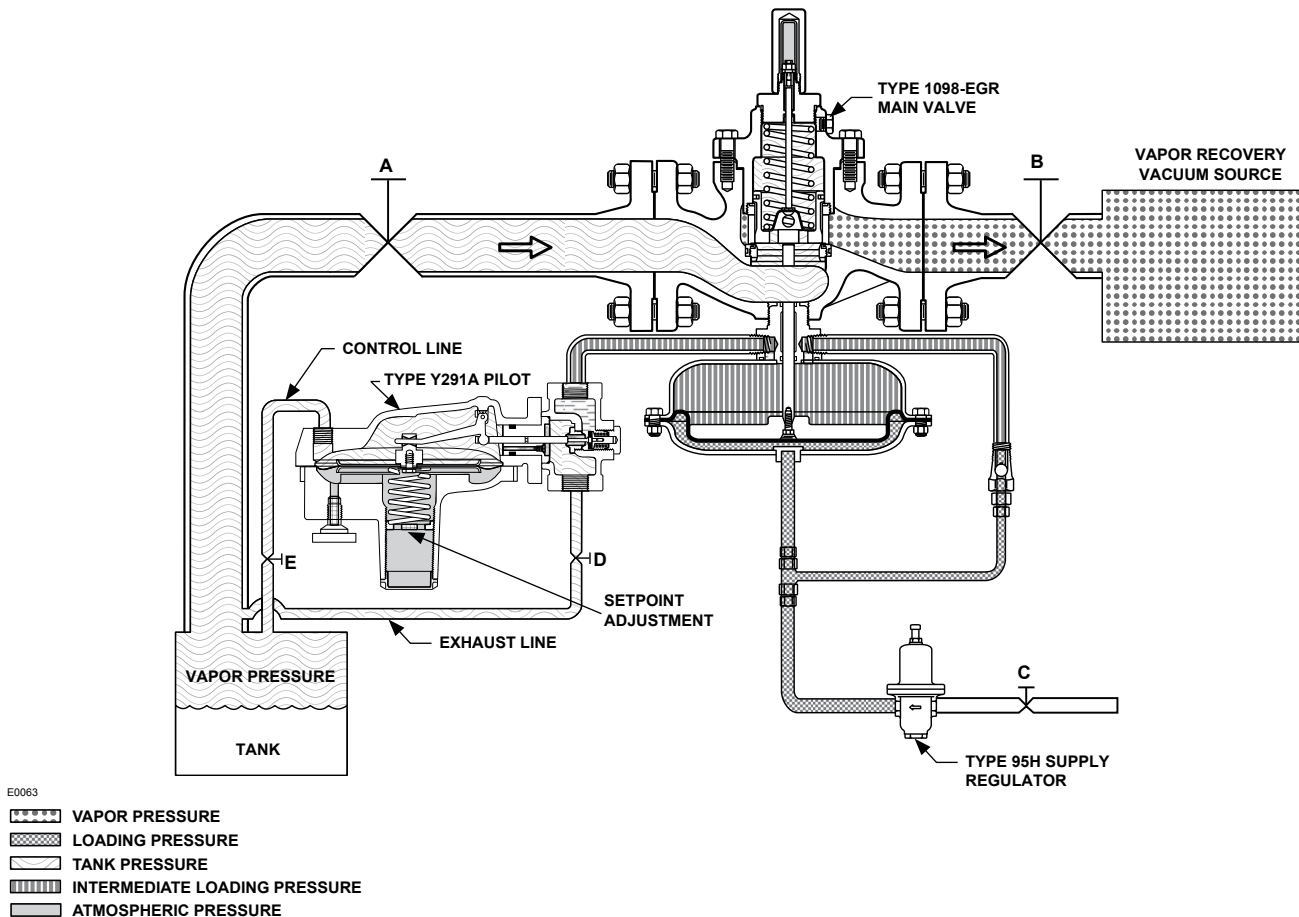 TYPE 1098-EGR
MAIN VALVE
A
B
VAPOR RECOVERY
VACUUM SOURCE
CONTROL LINE
TYPE Y291A PILOT
E
D
SETPOINT
ADJUSTMENT
EXHAUST LINE
VAPOR PRESSURE
TANK
C
TYPE 95H SUPPLY
REGULATOR
E0063
VAPOR PRESSURE
LOADING PRESSURE
TANK PRESSURE
INTERMEDIATE LOADING PRESSURE
ATMOSPHERIC PRESSURE